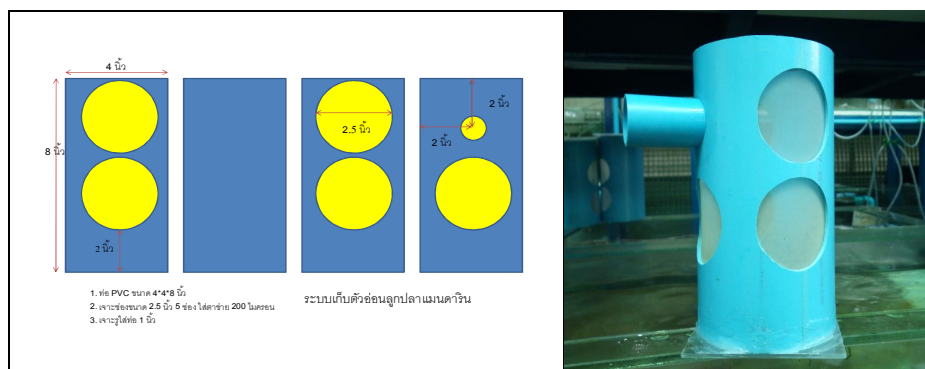 4 นิ้ว
8 นิ้ว
2 นิ้ว
2.5 นิ้ว
2 นิ้ว
2 นิ้ว
1. ท่อ PVC ขนาด 4*4*8 นิ้ว
2. เจาะช่องขนาด 2.5 นิ้ว 5 ช่อง ใส่ตาข่าย 200 ไมครอน
3. เจาะรูใส่ท่อ 1 นิ้ว
ระบบเก็บตัวอ่อนลูกปลาแมนดาริน